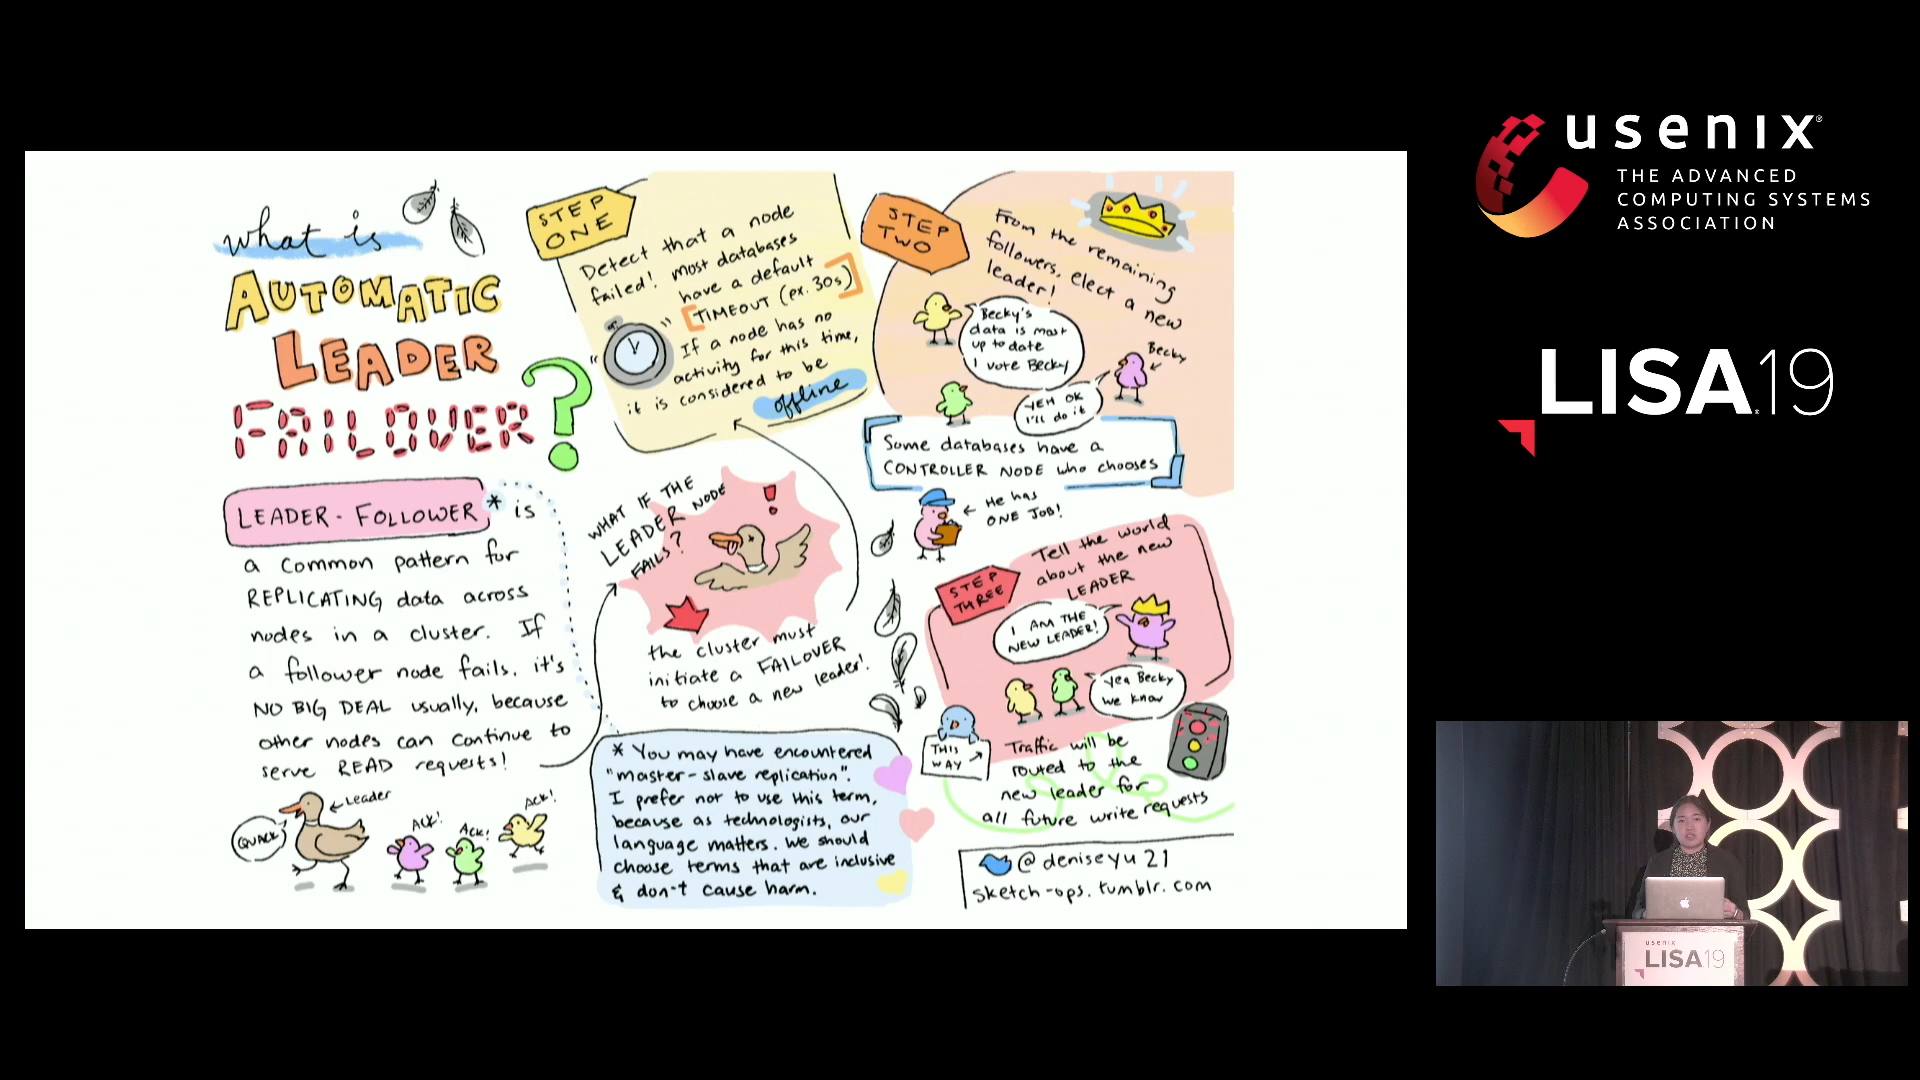 what is
AUTOMATIC
LEADER
FAILOVER
?
LEADER-FOLLOWER * is
a common pattern for
REPLICATING data across
nodes in a cluster. If
a follower node fails, it's
NO BIG DEAL usually, because
other nodes can continue to
serve READ requests!
QUACK
Leader
ACK!
ACK!
ACK!
WHAT IF THE
LEADER NODE
FAILS?
!
the cluster must
initiate a FAILOVER
to choose a new leader!
* You may have encountered
"master-slave replication".
I prefer not to use this term,
because as technologists, our
language matters. We should
choose terms that are inclusive
& don't cause harm.
STEP
ONE
Detect that a node
failed! most databases
have a default
[TIMEOUT (ex. 30s)]
If a node has no
activity for this time,
it is considered to be
offline
STEP
TWO
From the remaining
followers, elect a new
leader!
Becky's
data is most
up to date
I vote Becky
Becky
YEH OK
I'll do it
Some databases have a
CONTROLLER NODE who chooses
He has
ONE JOB!
STEP
THREE
Tell the world
about the new
LEADER
I AM THE
NEW LEADER!
yea Becky
we know
THIS
WAY
Traffic will be
routed to the
new leader for
all future write requests
@deniseyu21
sketch-ops.tumblr.com
usenix®
THE ADVANCED
COMPUTING SYSTEMS
ASSOCIATION
LISA19
usenix
LISA19